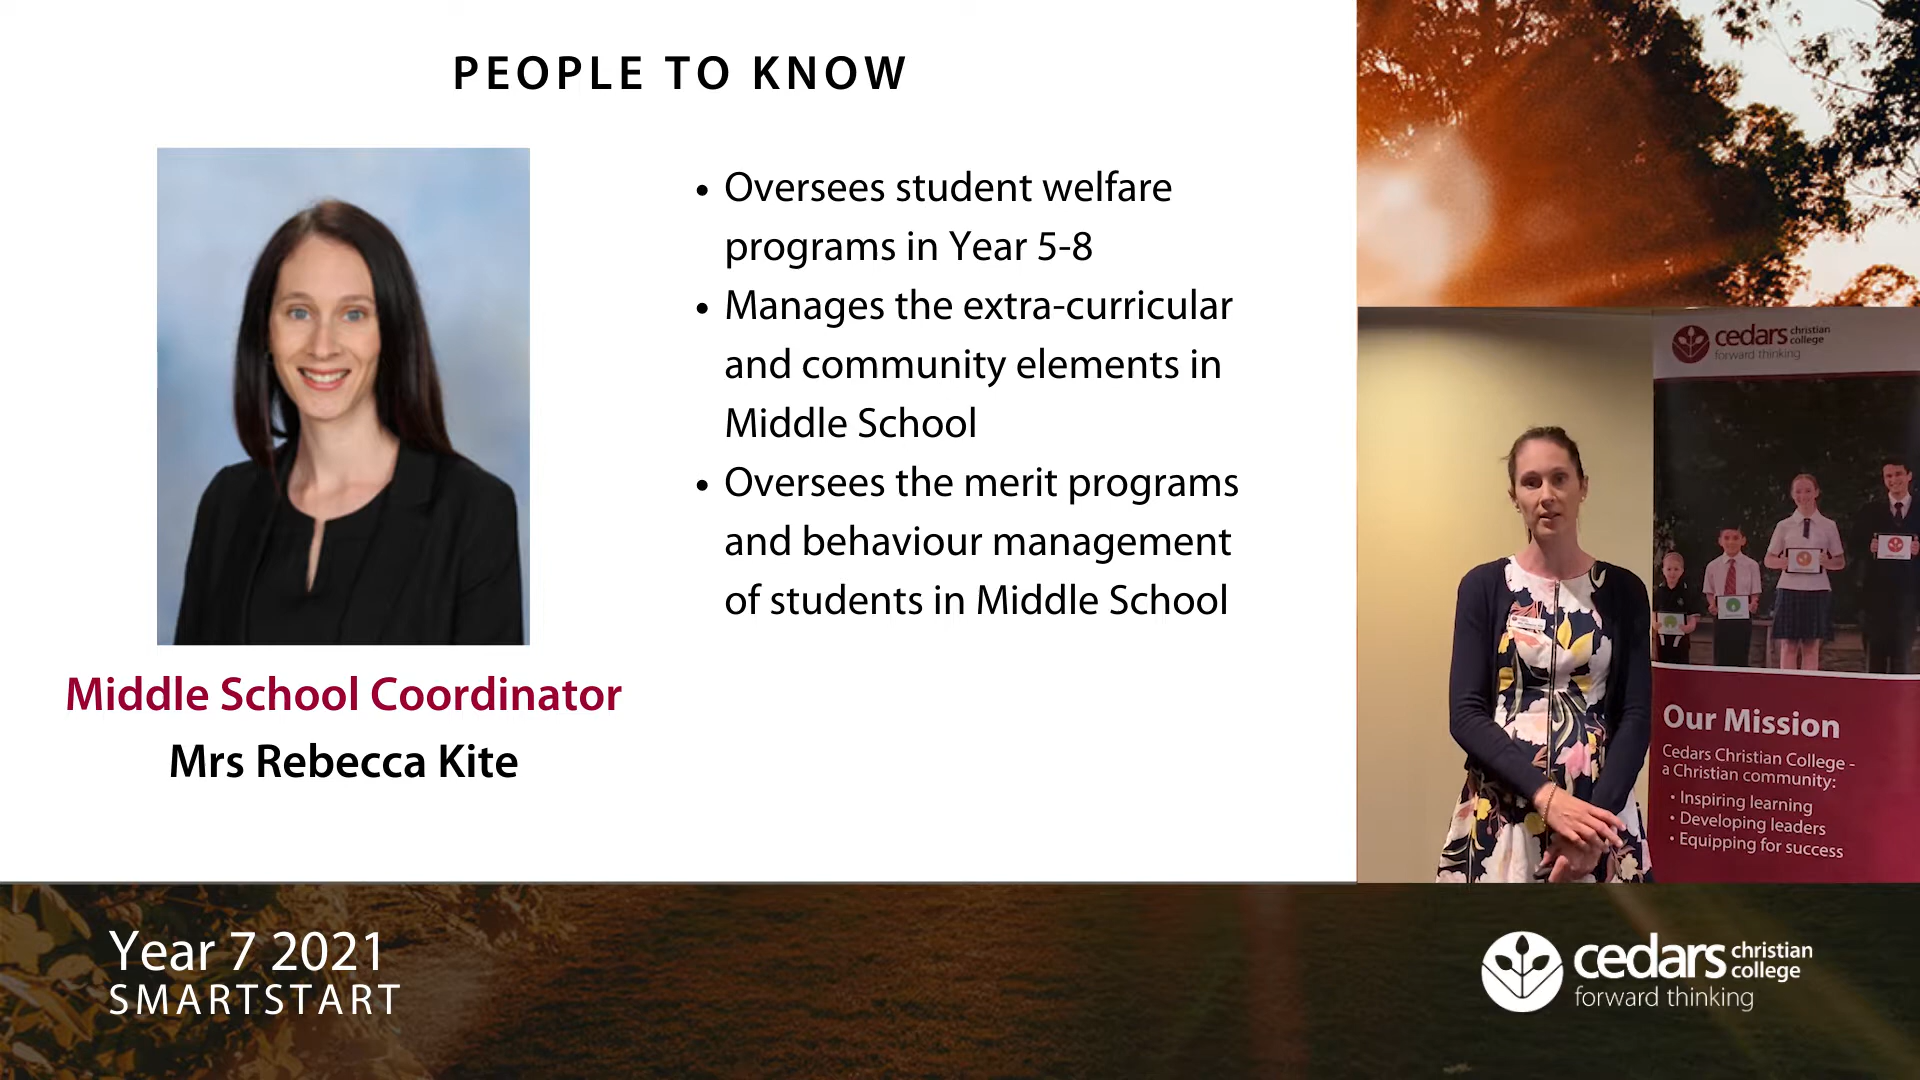 PEOPLE TO KNOW
• Oversees student welfare
programs in Year 5-8
• Manages the extra-curricular
and community elements in
Middle School
• Oversees the merit programs
and behaviour management
of students in Middle School
Middle School Coordinator
Mrs Rebecca Kite
cedars christian college
forward thinking
Our Mission
Cedars Christian College -
a Christian community:
• Inspiring learning
• Developing leaders
• Equipping for success
Year 7 2021
SMARTSTART
cedars christian college
forward thinking